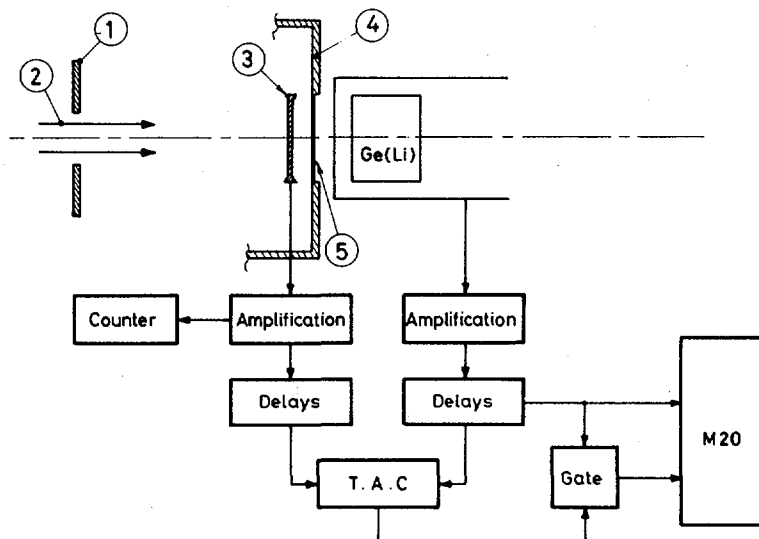 1
4
2
3
Ge(Li)
5
Counter
Amplification
Amplification
Delays
Delays
M20
T.A.C
Gate